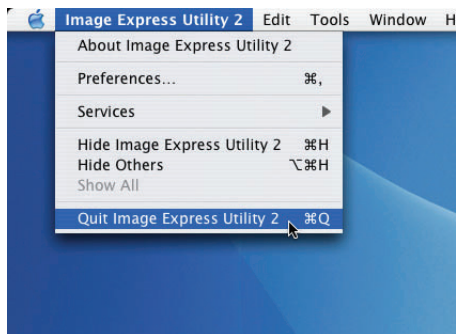 Image Express Utility 2 Edit Tools Window H
About Image Express Utility 2
Preferences... ⌘,
Services ▶
Hide Image Express Utility 2 ⌘H
Hide Others ⌥⌘H
Show All
Quit Image Express Utility 2 ⌘Q